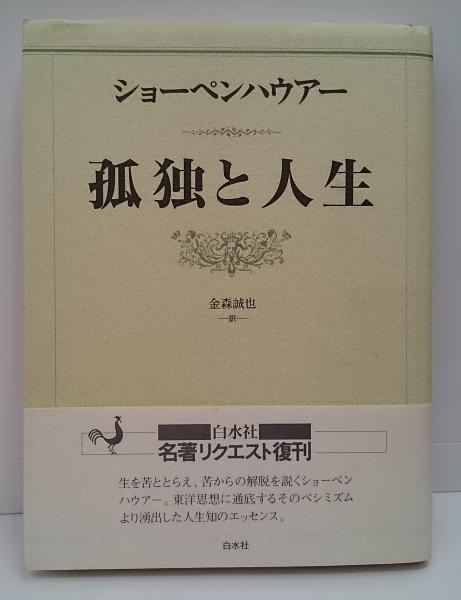 ショーペンハウアー
孤独と人生
金森誠也
―訳―
白水社
名著リクエスト復刊
生を苦ととらえ、苦からの解脱を説くショーペン
ハウアー。東洋思想に通底するそのペシミズム
より湧出した人生知のエッセンス。
白水社